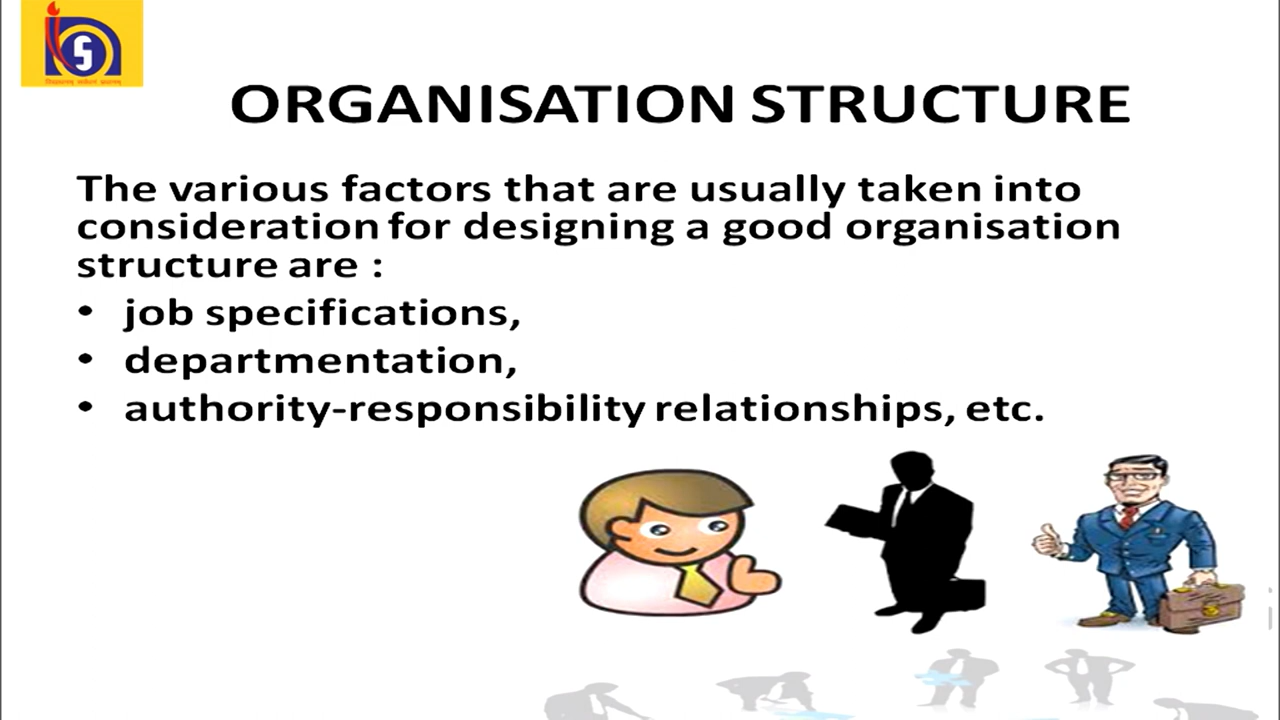 ORGANISATION STRUCTURE
The various factors that are usually taken into
consideration for designing a good organisation
structure are :
• job specifications,
• departmentation,
• authority-responsibility relationships, etc.